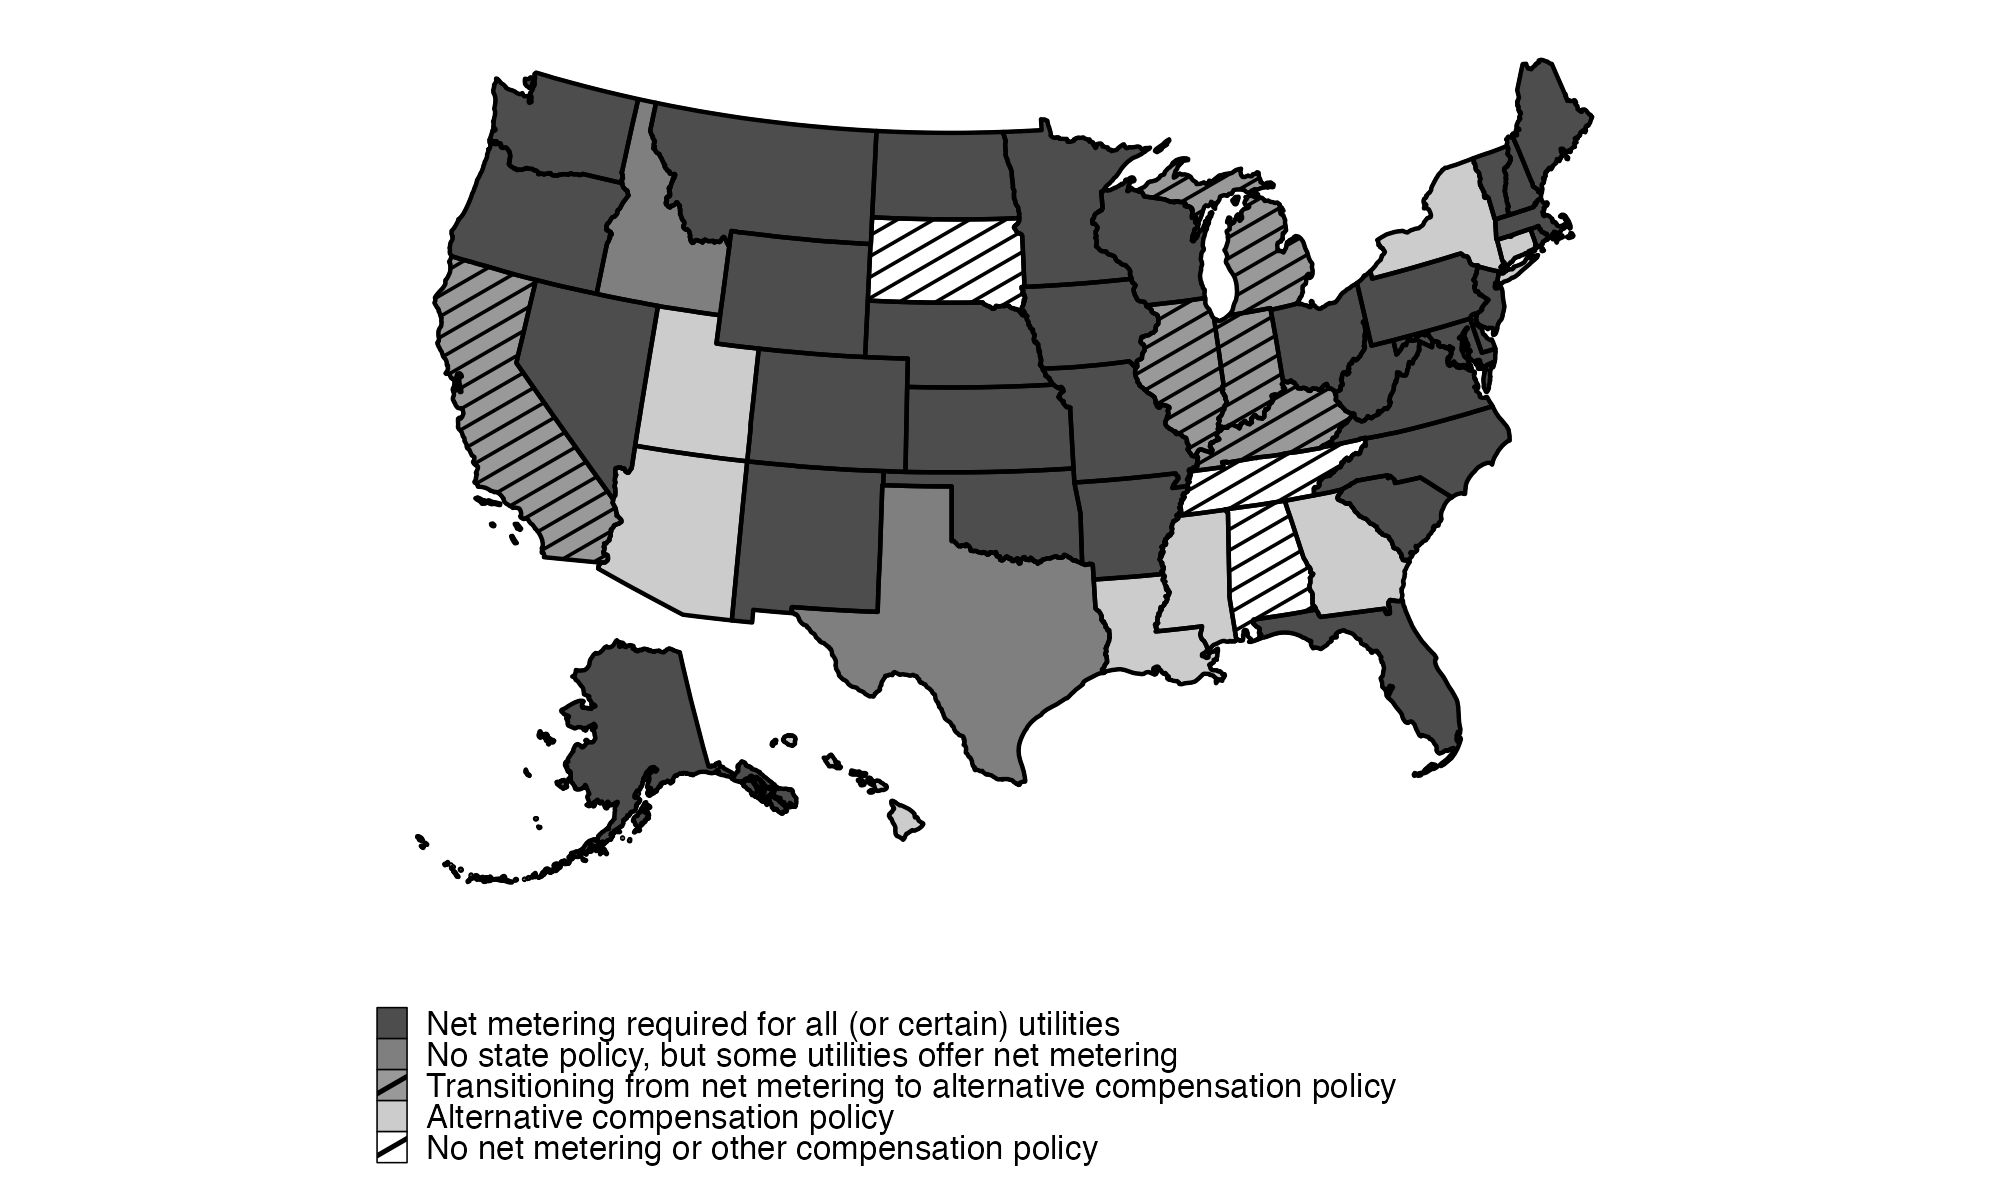 Net metering required for all (or certain) utilities
No state policy, but some utilities offer net metering
Transitioning from net metering to alternative compensation policy
Alternative compensation policy
No net metering or other compensation policy